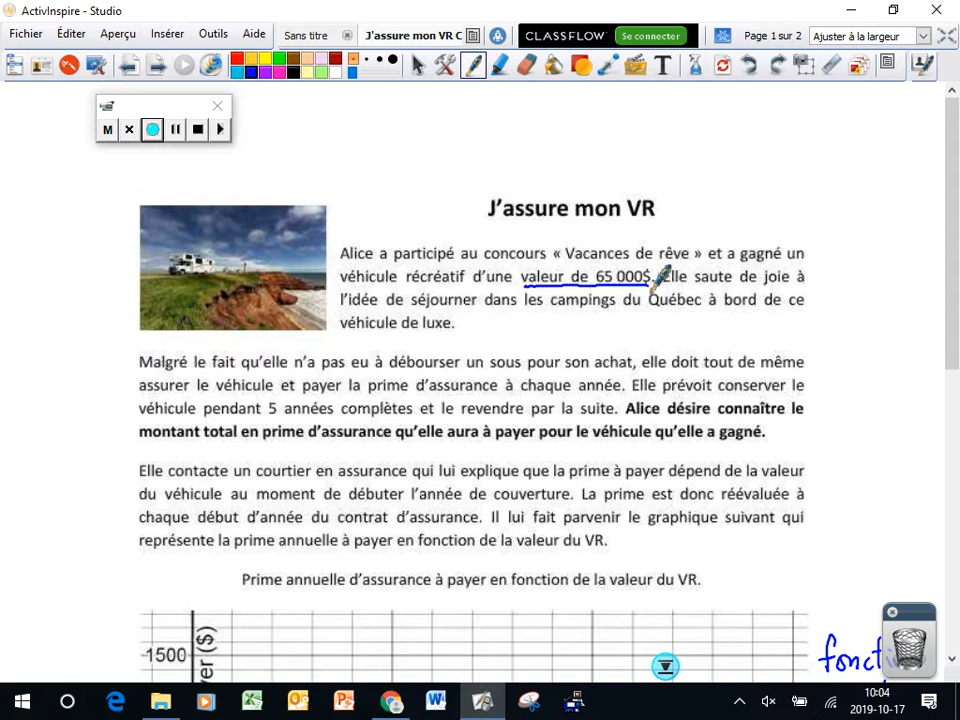 ActivInspire - Studio
Fichier Éditer Aperçu Insérer Outils Aide Sans titre J'assure mon VR C CLASSFLOW Se connecter Page 1 sur 2 Ajuster à la largeur
M
J'assure mon VR
Alice a participé au concours « Vacances de rêve » et a gagné un
véhicule récréatif d'une valeur de 65 000$. Elle saute de joie à
l'idée de séjourner dans les campings du Québec à bord de ce
véhicule de luxe.
Malgré le fait qu'elle n'a pas eu à débourser un sous pour son achat, elle doit tout de même
assurer le véhicule et payer la prime d'assurance à chaque année. Elle prévoit conserver le
véhicule pendant 5 années complètes et le revendre par la suite. Alice désire connaître le
montant total en prime d'assurance qu'elle aura à payer pour le véhicule qu'elle a gagné.
Elle contacte un courtier en assurance qui lui explique que la prime à payer dépend de la valeur
du véhicule au moment de débuter l'année de couverture. La prime est donc réévaluée à
chaque début d'année du contrat d'assurance. Il lui fait parvenir le graphique suivant qui
représente la prime annuelle à payer en fonction de la valeur du VR.
Prime annuelle d'assurance à payer en fonction de la valeur du VR.
1500
yer ($)
10:04
2019-10-17